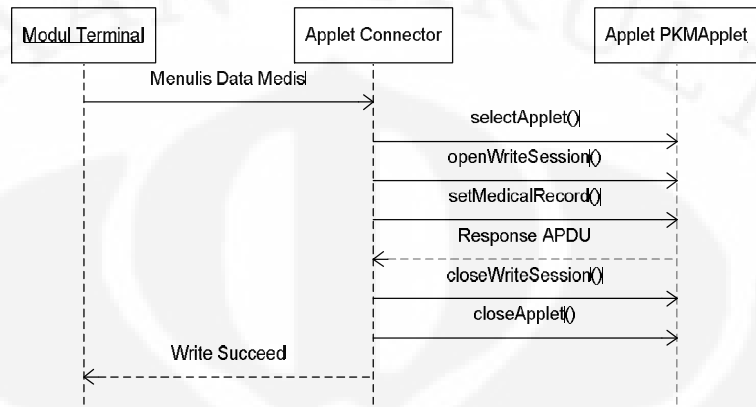 Modul Terminal
Applet Connector
Applet PKMApplet
Menulis Data Medis
selectApplet()
openWriteSession()
setMedicalRecord()
Response APDU
closeWriteSession()
closeApplet()
Write Succeed